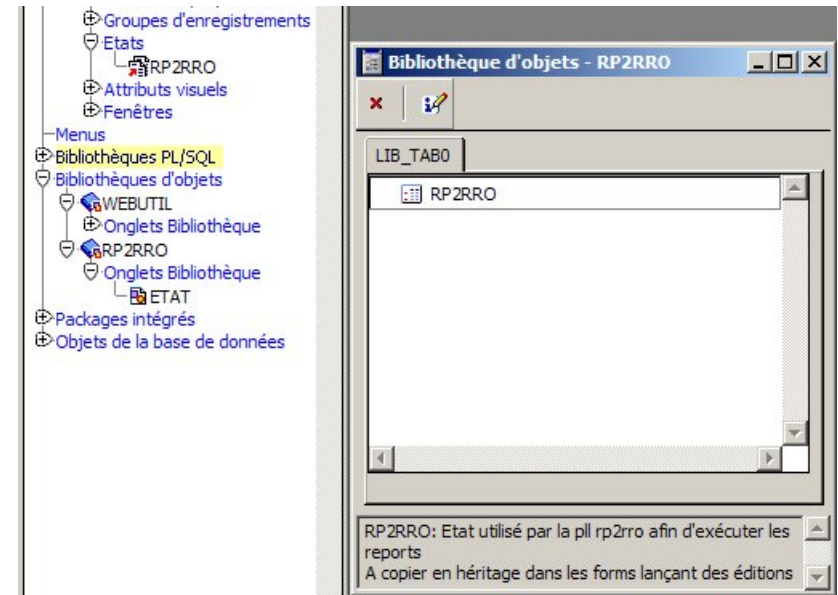 Groupes d'enregistrements
Etats
RP2RRO
Attributs visuels
Fenêtres
Menus
Bibliothèques PL/SQL
Bibliothèques d'objets
WEBUTIL
Onglets Bibliothèque
RP2RRO
Onglets Bibliothèque
ETAT
Packages intégrés
Objets de la base de données
Bibliothèque d'objets - RP2RRO
LIB_TAB0
RP2RRO
RP2RRO: Etat utilisé par la pll rp2rro afin d'exécuter les
reports
A copier en héritage dans les forms lançant des éditions